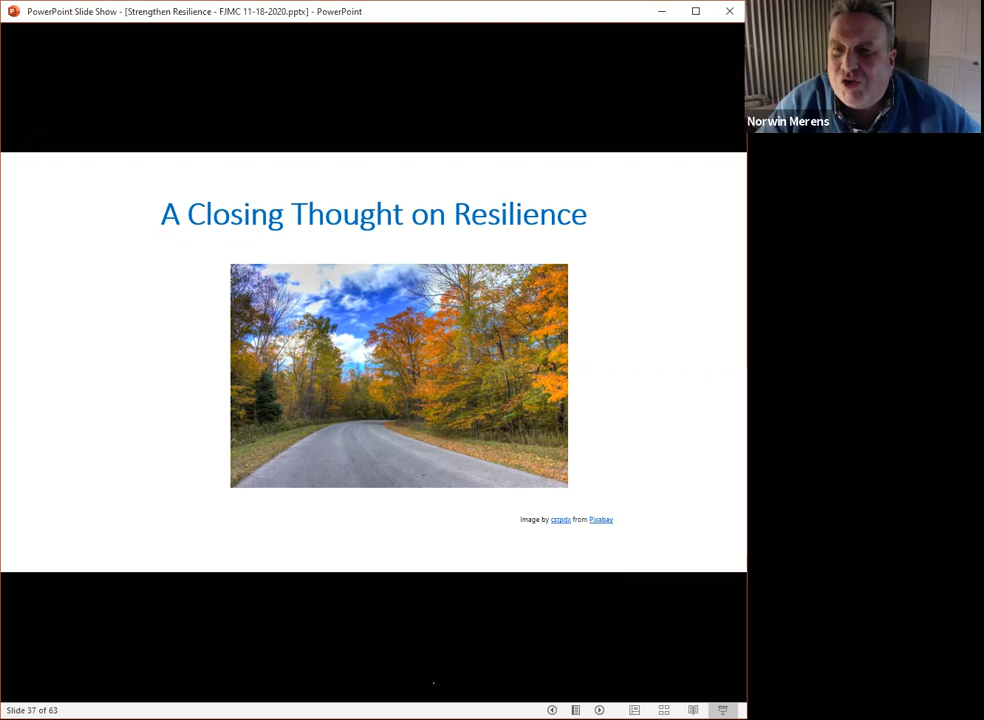 PowerPoint Slide Show - [Strengthen Resilience - FJMC 11-18-2020.pptx] - PowerPoint
Norwin Merens
A Closing Thought on Resilience
Image by cstpdx from Pixabay
Slide 37 of 63